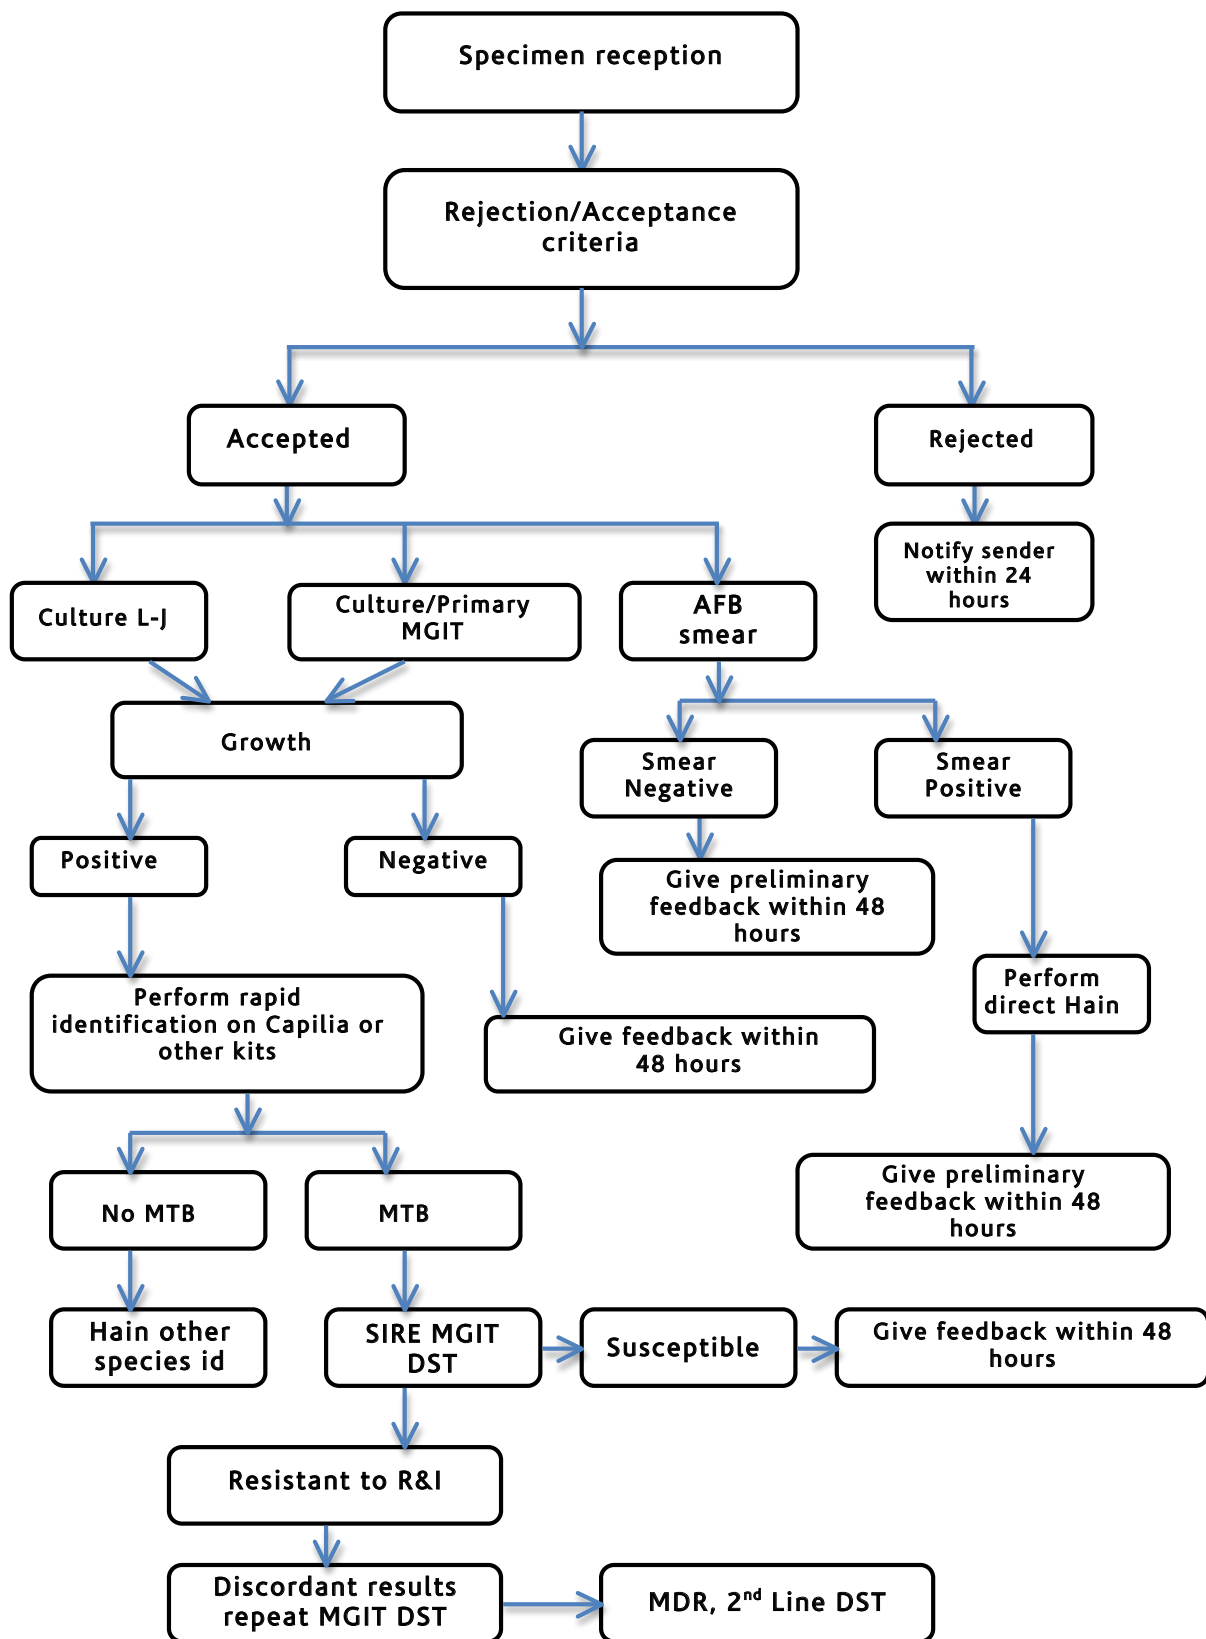 Specimen reception
Rejection/Acceptance
criteria
Accepted
Rejected
Notify sender
within 24
hours
Culture L-J
Culture/Primary
MGIT
AFB
smear
Growth
Smear
Negative
Smear
Positive
Positive
Negative
Give preliminary
feedback within 48
hours
Perform
direct Hain
Perform rapid
identification on Capilia or
other kits
Give feedback within
48 hours
Give preliminary
feedback within 48
hours
No MTB
MTB
Hain other
species id
SIRE MGIT
DST
Susceptible
Give feedback within 48
hours
Resistant to R&I
Discordant results
repeat MGIT DST
MDR, 2nd Line DST